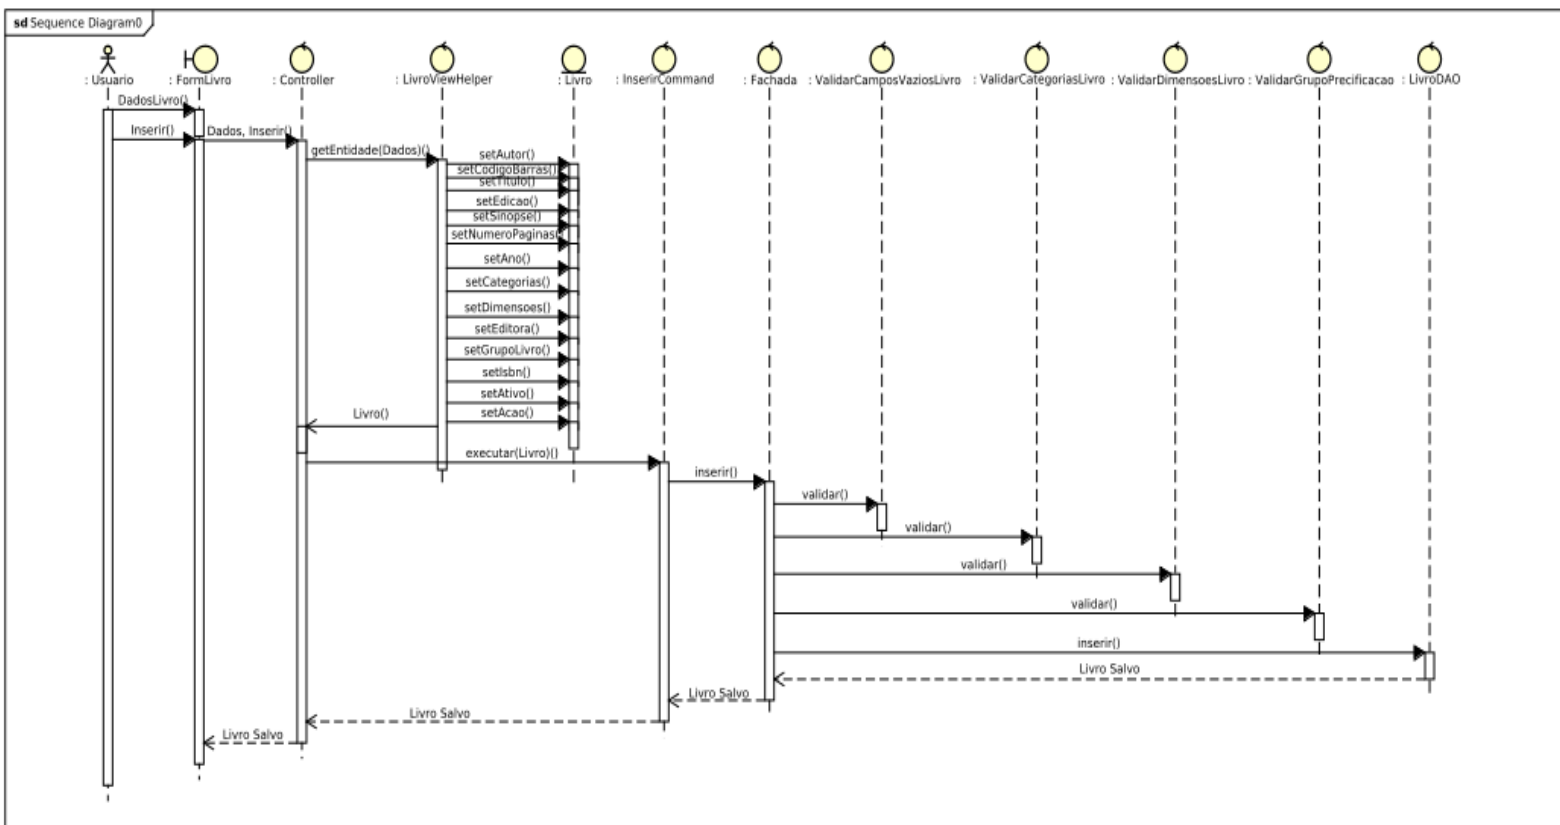 sd Sequence Diagram0
: Usuario
: FormLivro
: Controller
: LivroViewHelper
: Livro
: InserirCommand
: Fachada
: ValidarCamposVaziosLivro
: ValidarCategoriasLivro
: ValidarDimensoesLivro
: ValidarGrupoPrecificacao
: LivroDAO
DadosLivro()
Inserir()
Dados, Inserir()
getEntidade(Dados)()
setAutor()
setCodigoBarras()
setTitulo()
setEdicao()
setSinopse()
setNumeroPaginas()
setAno()
setCategorias()
setDimensoes()
setEditora()
setGrupoLivro()
setIsbn()
setAtivo()
setAcao()
Livro()
executar(Livro)()
inserir()
validar()
validar()
validar()
validar()
inserir()
Livro Salvo
Livro Salvo
Livro Salvo
Livro Salvo